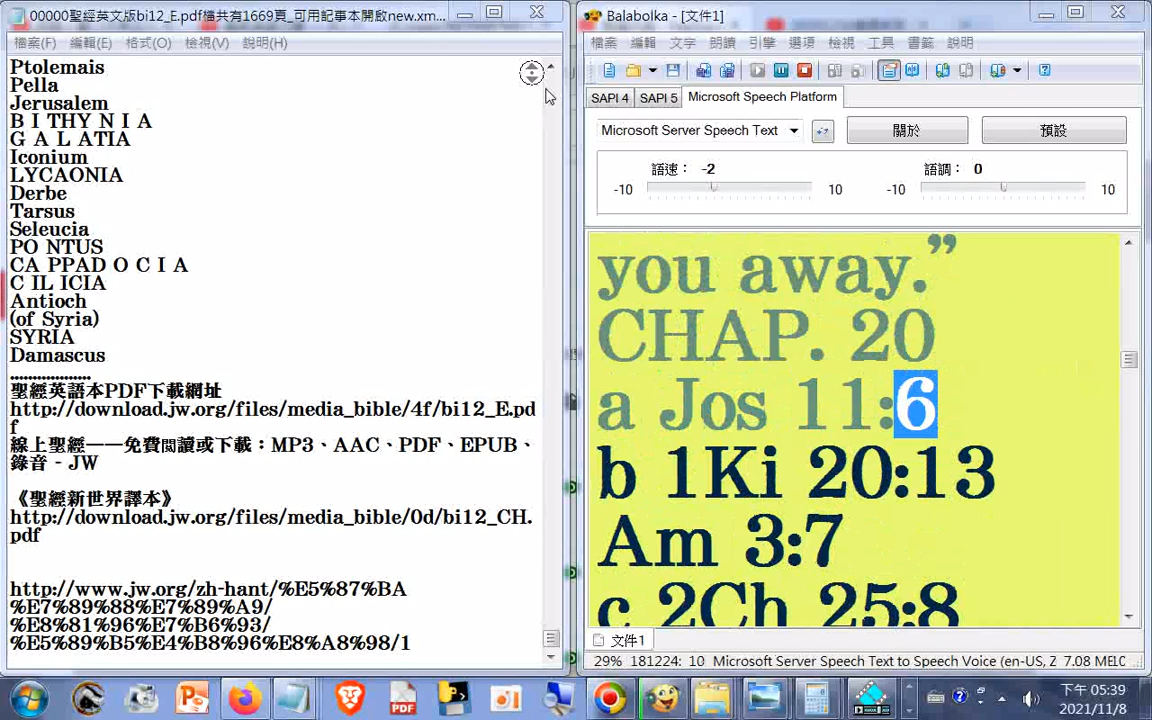 00000聖經英文版bi12_E.pdf檔共有1669頁_可用記事本開啟new.xm...
檔案(F) 編輯(E) 格式(O) 檢視(V) 說明(H)
Ptolemais
Pella
Jerusalem
B I THY N I A
G A L ATIA
Iconium
LYCAONIA
Derbe
Tarsus
Seleucia
PO NTUS
CA PPAD O C I A
C IL ICIA
Antioch
(of Syria)
SYRIA
Damascus
..................
聖經英語本PDF下載網址
http://download.jw.org/files/media_bible/4f/bi12_E.pd
f
線上聖經——免費閱讀或下載：MP3、AAC、PDF、EPUB、
錄音 - JW
《聖經新世界譯本》
http://download.jw.org/files/media_bible/0d/bi12_CH.
pdf
http://www.jw.org/zh-hant/%E5%87%BA
%E7%89%88%E7%89%A9/
%E8%81%96%E7%B6%93/
%E5%89%B5%E4%B8%96%E8%A8%98/1
Balabolka - [文件1]
檔案 編輯 文字 朗讀 引擎 選項 檢視 工具 書籤 說明
SAPI 4 SAPI 5 Microsoft Speech Platform
Microsoft Server Speech Text 關於 預設
語速： -2 語調： 0
-10 10 -10 10
you away.”
CHAP. 20
a Jos 11:6
b 1Ki 20:13
Am 3:7
c 2Ch 25:8
文件1
29% 181224: 10 Microsoft Server Speech Text to Speech Voice (en-US, Z 7.08 МБ
PDF
下午 05:39
2021/11/8